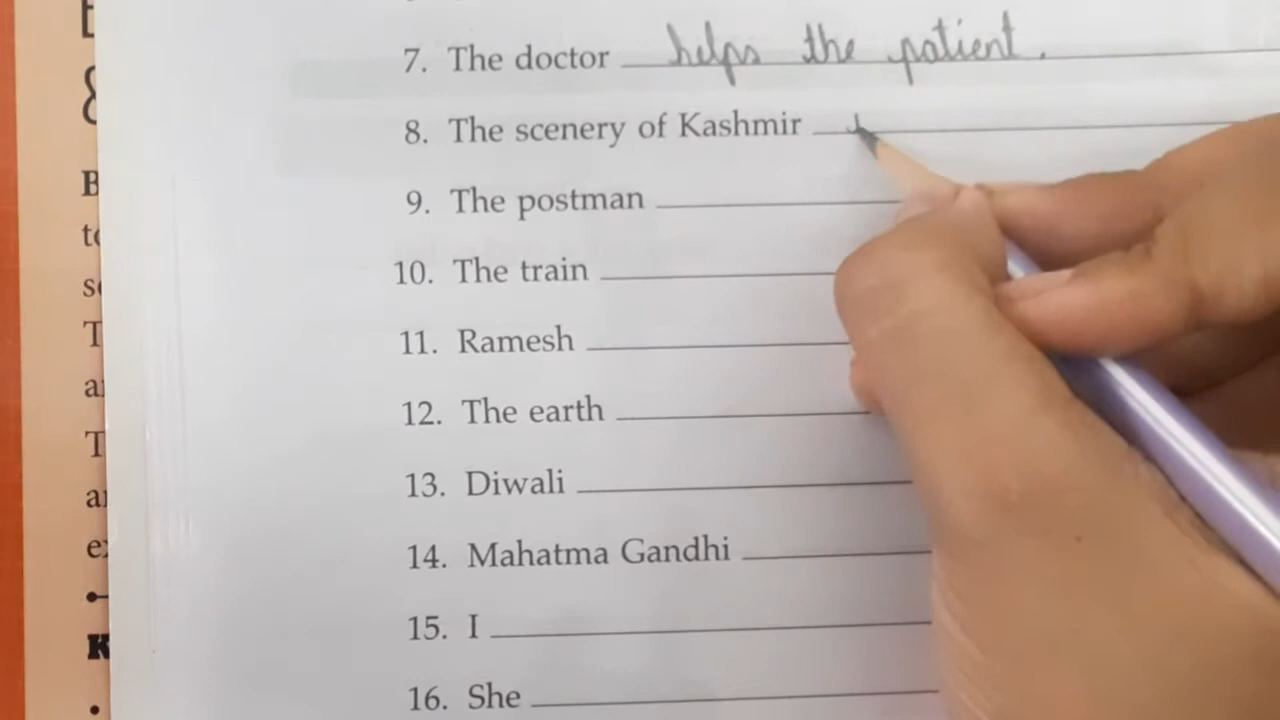 7. The doctor helps the patient.
8. The scenery of Kashmir
9. The postman
10. The train
11. Ramesh
12. The earth
13. Diwali
14. Mahatma Gandhi
15. I
16. She